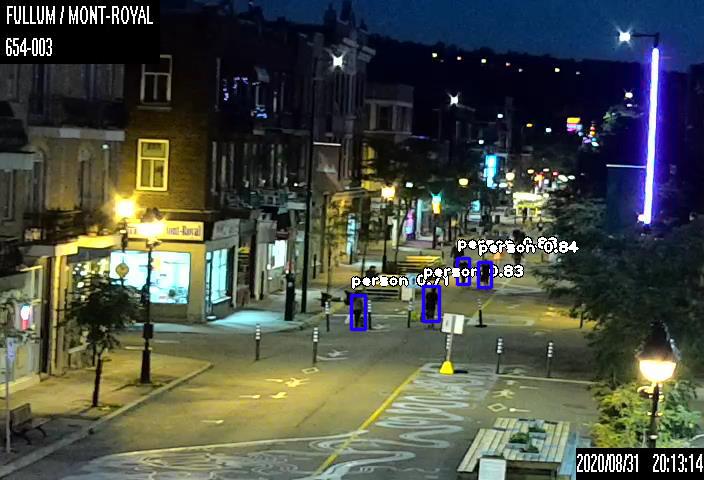 FULLUM / MONT-ROYAL
654-003
person 0.84
person 0.83
person 0.71
Mont-Royal
2020/08/31 20:13:14